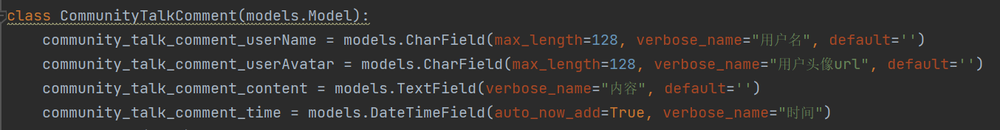 class CommunityTalkComment(models.Model):
community_talk_comment_userName = models.CharField(max_length=128, verbose_name="用户名", default='')
community_talk_comment_userAvatar = models.CharField(max_length=128, verbose_name="用户头像url", default='')
community_talk_comment_content = models.TextField(verbose_name="内容", default='')
community_talk_comment_time = models.DateTimeField(auto_now_add=True, verbose_name="时间")